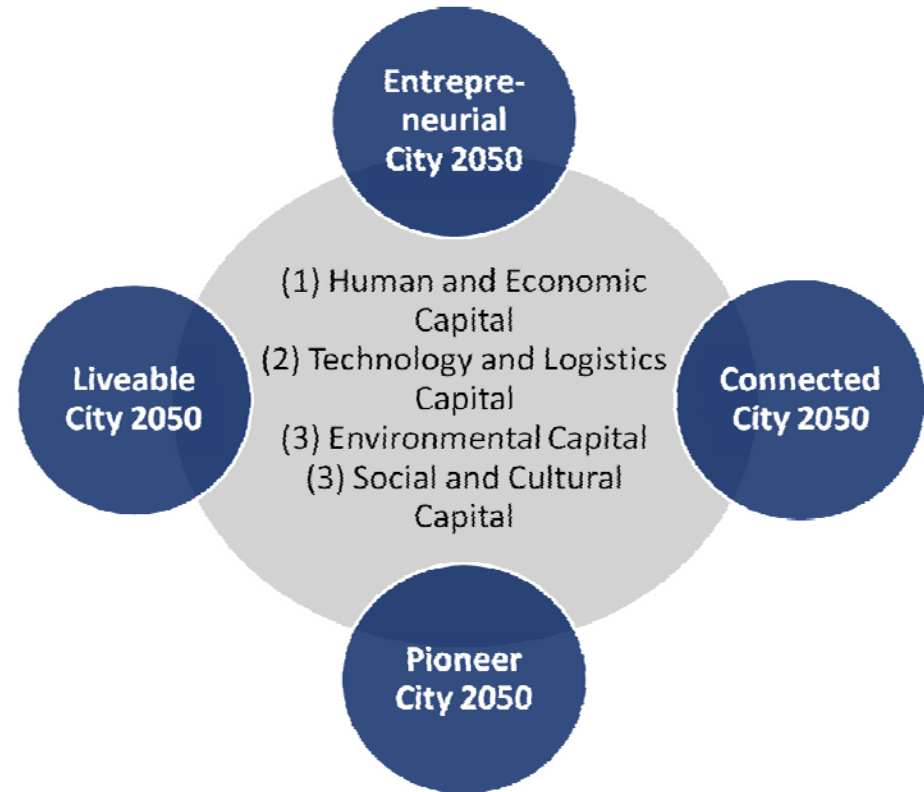 Entrepre-
neurial
City 2050
(1) Human and Economic
Capital
(2) Technology and Logistics
Capital
(3) Environmental Capital
(3) Social and Cultural
Capital
Liveable
City 2050
Connected
City 2050
Pioneer
City 2050